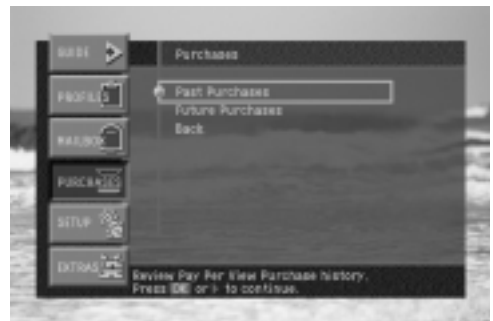 GUIDE
Purchases
PROFILES
Past Purchases
Future Purchases
MAILBOX
Back
PURCHASES
SETUP
EXTRAS
Review Pay Per View Purchase history.
Press OK or > to continue.